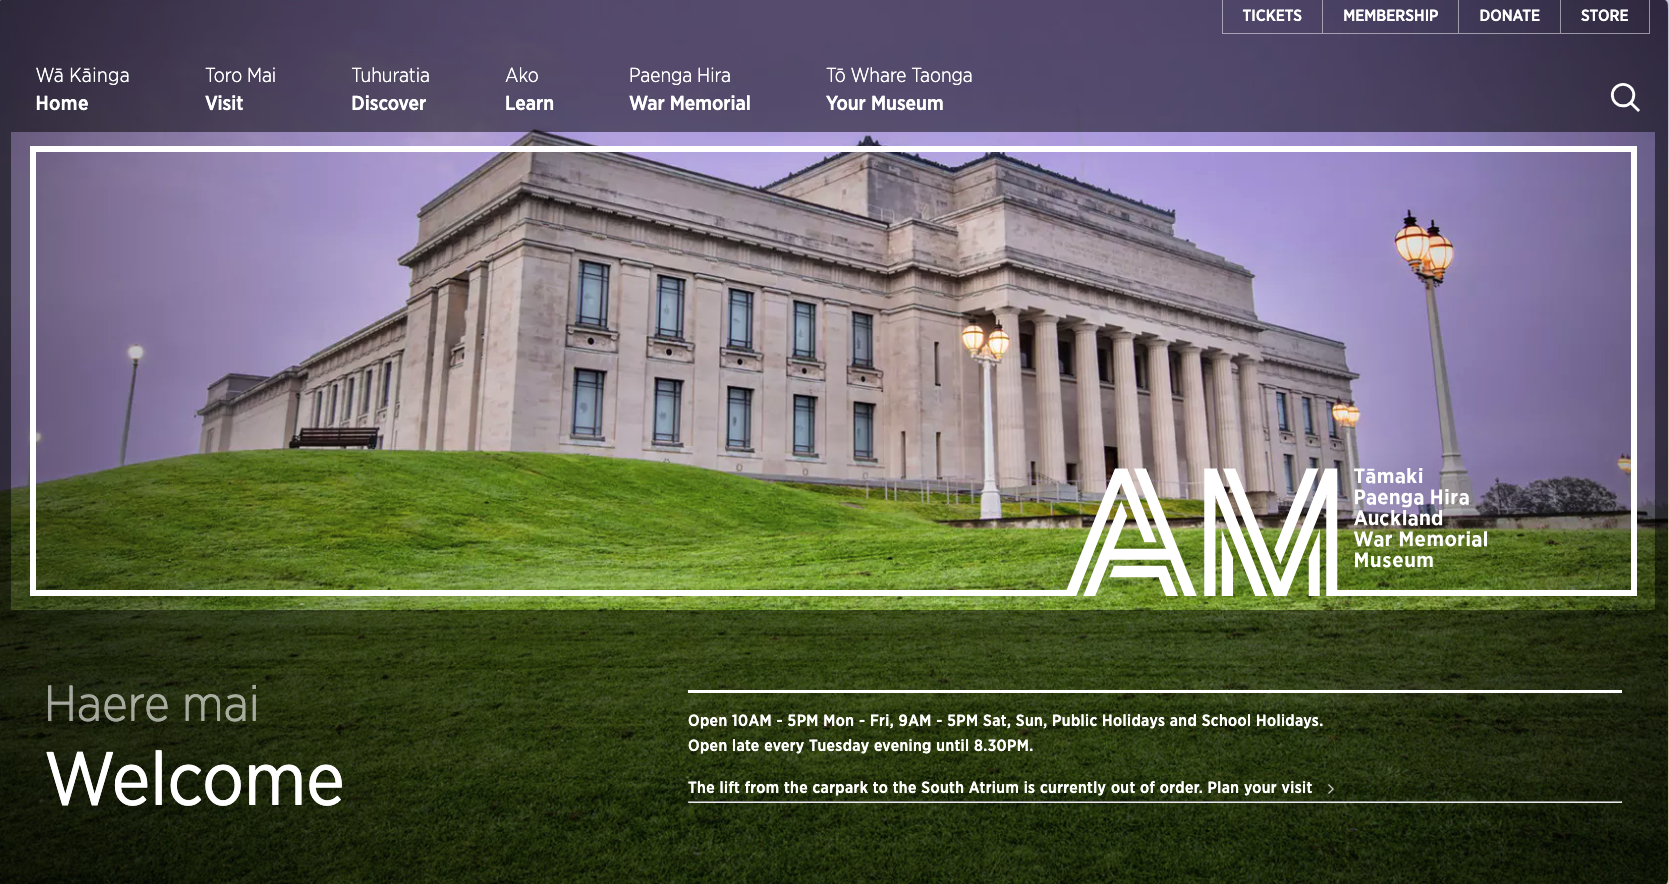 TICKETS
MEMBERSHIP
DONATE
STORE
Wā Kāinga
Home
Toro Mai
Visit
Tuhuratia
Discover
Ako
Learn
Paenga Hira
War Memorial
Tō Whare Taonga
Your Museum
AM
Tāmaki
Paenga Hira
Auckland
War Memorial
Museum
Haere mai
Welcome
Open 10AM - 5PM Mon - Fri, 9AM - 5PM Sat, Sun, Public Holidays and School Holidays.
Open late every Tuesday evening until 8.30PM.
The lift from the carpark to the South Atrium is currently out of order. Plan your visit >